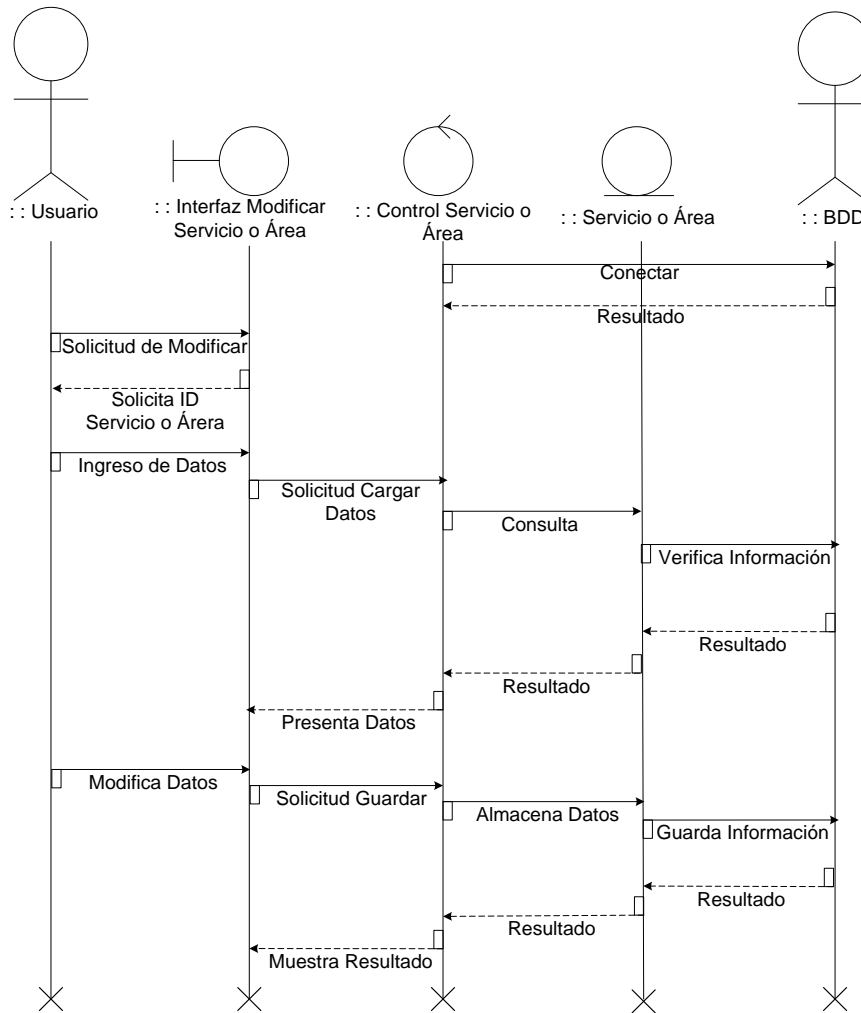 : : Usuario
: : Interfaz Modificar
Servicio o Área
: : Control Servicio o
Área
: : Servicio o Área
: : BDD
Conectar
Resultado
Solicitud de Modificar
Solicita ID
Servicio o Árera
Ingreso de Datos
Solicitud Cargar
Datos
Consulta
Verifica Información
Resultado
Resultado
Presenta Datos
Modifica Datos
Solicitud Guardar
Almacena Datos
Guarda Información
Resultado
Resultado
Muestra Resultado